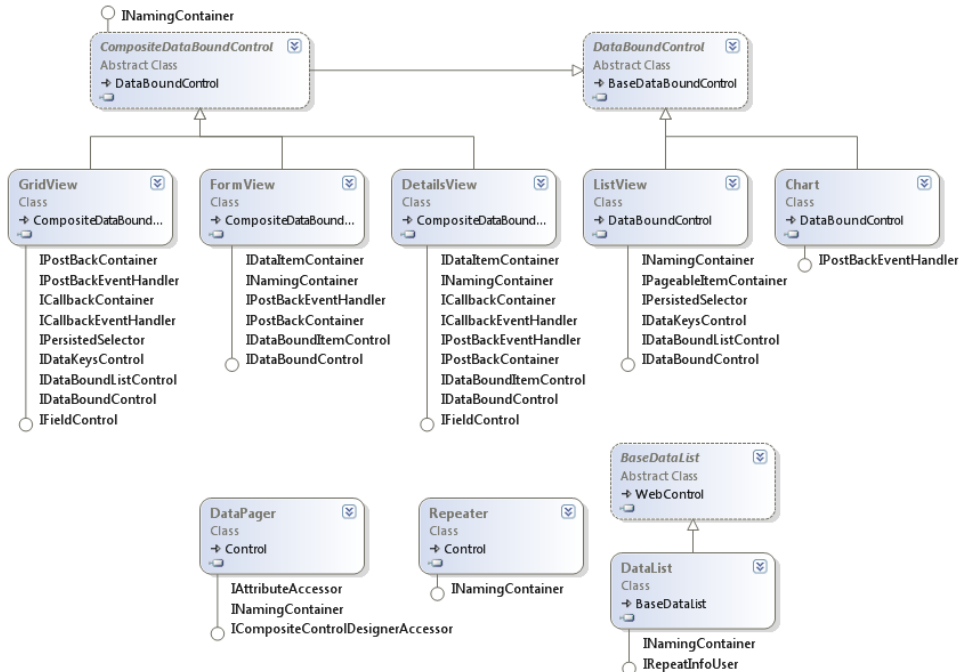 INamingContainer
CompositeDataBoundControl
Abstract Class
DataBoundControl
DataBoundControl
Abstract Class
BaseDataBoundControl
GridView
Class
CompositeDataBound...
FormView
Class
CompositeDataBound...
DetailsView
Class
CompositeDataBound...
ListView
Class
DataBoundControl
Chart
Class
DataBoundControl
IPostBackContainer
IPostBackEventHandler
ICallbackContainer
ICallbackEventHandler
IPersistedSelector
IDataKeysControl
IDataBoundListControl
IDataBoundControl
IFieldControl
IDataItemContainer
INamingContainer
IPostBackEventHandler
IPostBackContainer
IDataBoundItemControl
IDataBoundControl
IDataItemContainer
INamingContainer
ICallbackContainer
ICallbackEventHandler
IPostBackEventHandler
IPostBackContainer
IDataBoundItemControl
IDataBoundControl
IFieldControl
INamingContainer
IPageableItemContainer
IPersistedSelector
IDataKeysControl
IDataBoundListControl
IDataBoundControl
IPostBackEventHandler
BaseDataList
Abstract Class
WebControl
DataPager
Class
Control
IAttributeAccessor
INamingContainer
ICompositeControlDesignerAccessor
Repeater
Class
Control
INamingContainer
DataList
Class
BaseDataList
INamingContainer
IRepeatInfoUser